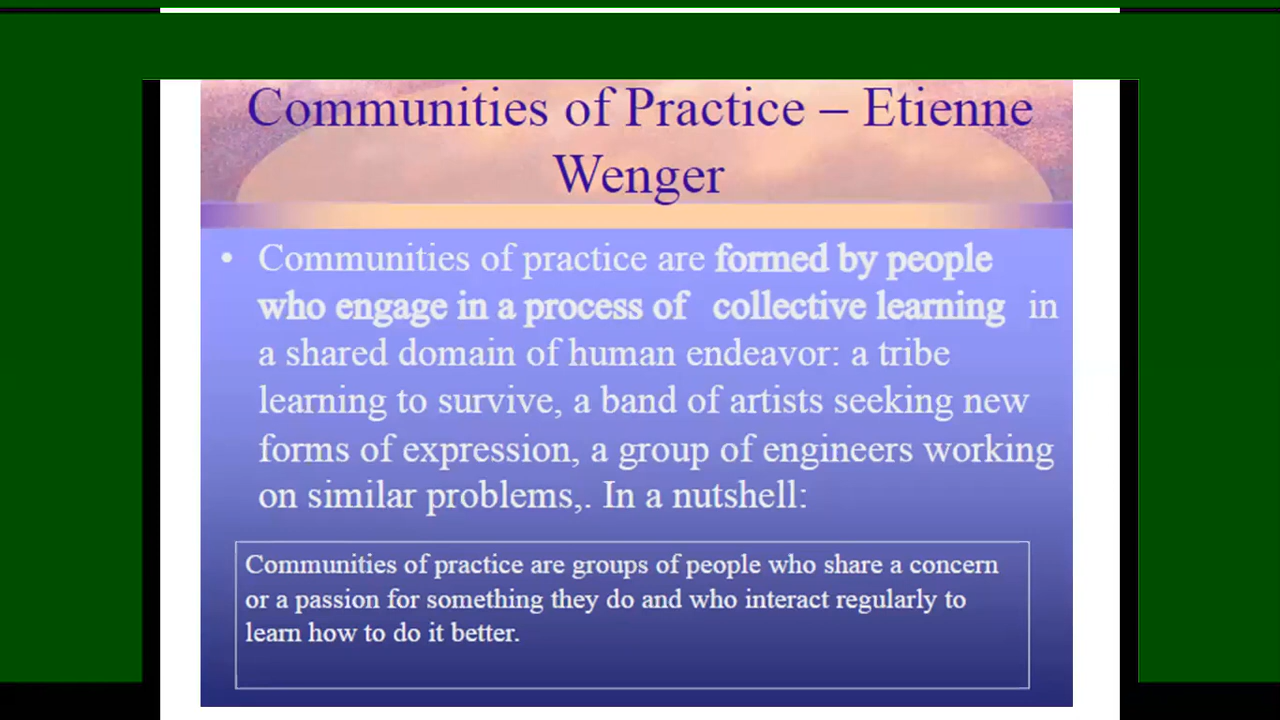 Communities of Practice – Etienne
Wenger
• Communities of practice are formed by people
who engage in a process of collective learning in
a shared domain of human endeavor: a tribe
learning to survive, a band of artists seeking new
forms of expression, a group of engineers working
on similar problems,. In a nutshell:
Communities of practice are groups of people who share a concern
or a passion for something they do and who interact regularly to
learn how to do it better.